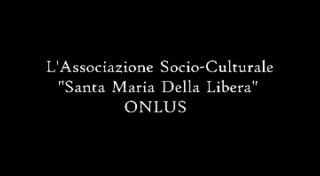 L'Associazione Socio-Culturale
"Santa Maria Della Libera"
ONLUS